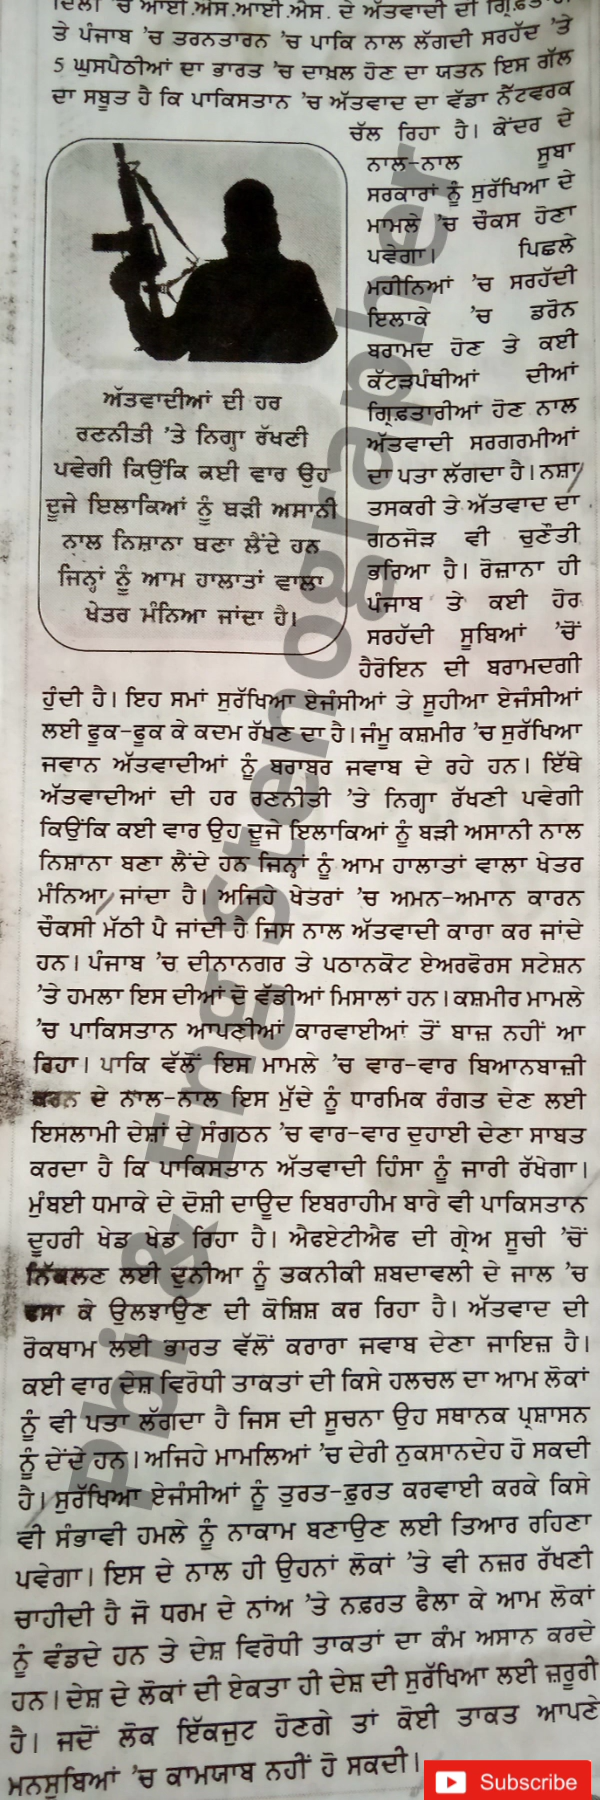 ਦਿੱਲੀ 'ਚ ਆਈ.ਐਸ.ਆਈ.ਐਸ. ਦੇ ਅੱਤਵਾਦੀ ਦੀ
ਤੇ ਪੰਜਾਬ 'ਚ ਤਰਨਤਾਰਨ 'ਚ ਪਾਕਿ ਨਾਲ ਲੱਗਦੀ ਸਰਹੱਦ 'ਤੇ
5 ਘੁਸਪੈਠੀਆਂ ਦਾ ਭਾਰਤ 'ਚ ਦਾਖ਼ਲ ਹੋਣ ਦਾ ਯਤਨ ਇਸ ਗੱਲ
ਦਾ ਸਬੂਤ ਹੈ ਕਿ ਪਾਕਿਸਤਾਨ 'ਚ ਅੱਤਵਾਦ ਦਾ ਵੱਡਾ ਨੈੱਟਵਰਕ
ਚੱਲ ਰਿਹਾ ਹੈ। ਕੇਂਦਰ ਦੇ
ਨਾਲ-ਨਾਲ ਸੂਬਾ
ਸਰਕਾਰਾਂ ਨੂੰ ਸੁਰੱਖਿਆ ਦੇ
ਮਾਮਲੇ 'ਚ ਚੌਕਸ ਹੋਣਾ
ਪਵੇਗਾ। ਪਿਛਲੇ
ਮਹੀਨਿਆਂ 'ਚ ਸਰਹੱਦੀ
ਇਲਾਕੇ 'ਚ ਡਰੋਨ
ਬਰਾਮਦ ਹੋਣ ਤੇ ਕਈ
ਕੱਟੜਪੰਥੀਆਂ ਦੀਆਂ
ਗ੍ਰਿਫ਼ਤਾਰੀਆਂ ਹੋਣ ਨਾਲ
ਅੱਤਵਾਦੀ ਸਰਗਰਮੀਆਂ
ਦਾ ਪਤਾ ਲੱਗਦਾ ਹੈ। ਨਸ਼ਾ
ਤਸਕਰੀ ਤੇ ਅੱਤਵਾਦ ਦਾ
ਗਠਜੋੜ ਵੀ ਚੁਣੌਤੀ
ਭਰਿਆ ਹੈ। ਰੋਜ਼ਾਨਾ ਹੀ
ਪੰਜਾਬ ਤੇ ਕਈ ਹੋਰ
ਸਰਹੱਦੀ ਸੂਬਿਆਂ 'ਚੋਂ
ਹੈਰੋਇਨ ਦੀ ਬਰਾਮਦਗੀ
ਅੱਤਵਾਦੀਆਂ ਦੀ ਹਰ
ਰਣਨੀਤੀ 'ਤੇ ਨਿਗ੍ਹਾ ਰੱਖਣੀ
ਪਵੇਗੀ ਕਿਉਂਕਿ ਕਈ ਵਾਰ ਉਹ
ਦੂਜੇ ਇਲਾਕਿਆਂ ਨੂੰ ਬੜੀ ਅਸਾਨੀ
ਨਾਲ ਨਿਸ਼ਾਨਾ ਬਣਾ ਲੈਂਦੇ ਹਨ
ਜਿਨ੍ਹਾਂ ਨੂੰ ਆਮ ਹਾਲਾਤਾਂ ਵਾਲਾ
ਖੇਤਰ ਮੰਨਿਆ ਜਾਂਦਾ ਹੈ।
ਹੁੰਦੀ ਹੈ। ਇਹ ਸਮਾਂ ਸੁਰੱਖਿਆ ਏਜੰਸੀਆਂ ਤੇ ਸੂਹੀਆ ਏਜੰਸੀਆਂ
ਲਈ ਫੂਕ-ਫੂਕ ਕੇ ਕਦਮ ਰੱਖਣ ਦਾ ਹੈ। ਜੰਮੂ ਕਸ਼ਮੀਰ 'ਚ ਸੁਰੱਖਿਆ
ਜਵਾਨ ਅੱਤਵਾਦੀਆਂ ਨੂੰ ਬਰਾਬਰ ਜਵਾਬ ਦੇ ਰਹੇ ਹਨ। ਇੱਥੇ
ਅੱਤਵਾਦੀਆਂ ਦੀ ਹਰ ਰਣਨੀਤੀ 'ਤੇ ਨਿਗ੍ਹਾ ਰੱਖਣੀ ਪਵੇਗੀ
ਕਿਉਂਕਿ ਕਈ ਵਾਰ ਉਹ ਦੂਜੇ ਇਲਾਕਿਆਂ ਨੂੰ ਬੜੀ ਅਸਾਨੀ ਨਾਲ
ਨਿਸ਼ਾਨਾ ਬਣਾ ਲੈਂਦੇ ਹਨ ਜਿਨ੍ਹਾਂ ਨੂੰ ਆਮ ਹਾਲਾਤਾਂ ਵਾਲਾ ਖੇਤਰ
ਮੰਨਿਆ ਜਾਂਦਾ ਹੈ। ਅਜਿਹੇ ਖੇਤਰਾਂ 'ਚ ਅਮਨ-ਅਮਾਨ ਕਾਰਨ
ਚੌਕਸੀ ਮੱਠੀ ਪੈ ਜਾਂਦੀ ਹੈ ਜਿਸ ਨਾਲ ਅੱਤਵਾਦੀ ਕਾਰਾ ਕਰ ਜਾਂਦੇ
ਹਨ। ਪੰਜਾਬ 'ਚ ਦੀਨਾਨਗਰ ਤੇ ਪਠਾਨਕੋਟ ਏਅਰਫੋਰਸ ਸਟੇਸ਼ਨ
'ਤੇ ਹਮਲਾ ਇਸ ਦੀਆਂ ਦੋ ਵੱਡੀਆਂ ਮਿਸਾਲਾਂ ਹਨ। ਕਸ਼ਮੀਰ ਮਾਮਲੇ
'ਚ ਪਾਕਿਸਤਾਨ ਆਪਣੀਆਂ ਕਾਰਵਾਈਆਂ ਤੋਂ ਬਾਜ਼ ਨਹੀਂ ਆ
ਰਿਹਾ। ਪਾਕਿ ਵੱਲੋਂ ਇਸ ਮਾਮਲੇ 'ਚ ਵਾਰ-ਵਾਰ ਬਿਆਨਬਾਜ਼ੀ
ਕਰਨ ਦੇ ਨਾਲ-ਨਾਲ ਇਸ ਮੁੱਦੇ ਨੂੰ ਧਾਰਮਿਕ ਰੰਗਤ ਦੇਣ ਲਈ
ਇਸਲਾਮੀ ਦੇਸ਼ਾਂ ਦੇ ਸੰਗਠਨ 'ਚ ਵਾਰ-ਵਾਰ ਦੁਹਾਈ ਦੇਣਾ ਸਾਬਤ
ਕਰਦਾ ਹੈ ਕਿ ਪਾਕਿਸਤਾਨ ਅੱਤਵਾਦੀ ਹਿੰਸਾ ਨੂੰ ਜਾਰੀ ਰੱਖੇਗਾ।
ਮੁੰਬਈ ਧਮਾਕੇ ਦੇ ਦੋਸ਼ੀ ਦਾਊਦ ਇਬਰਾਹੀਮ ਬਾਰੇ ਵੀ ਪਾਕਿਸਤਾਨ
ਦੂਹਰੀ ਖੇਡ ਖੇਡ ਰਿਹਾ ਹੈ। ਐਫਏਟੀਐਫ ਦੀ ਗ੍ਰੇਅ ਸੂਚੀ 'ਚੋਂ
ਨਿੱਕਲਣ ਲਈ ਦੁਨੀਆ ਨੂੰ ਤਕਨੀਕੀ ਸ਼ਬਦਾਵਲੀ ਦੇ ਜਾਲ 'ਚ
ਫਸਾ ਕੇ ਉਲਝਾਉਣ ਦੀ ਕੋਸ਼ਿਸ਼ ਕਰ ਰਿਹਾ ਹੈ। ਅੱਤਵਾਦ ਦੀ
ਰੋਕਥਾਮ ਲਈ ਭਾਰਤ ਵੱਲੋਂ ਕਰਾਰਾ ਜਵਾਬ ਦੇਣਾ ਜਾਇਜ਼ ਹੈ।
ਕਈ ਵਾਰ ਦੇਸ਼ ਵਿਰੋਧੀ ਤਾਕਤਾਂ ਦੀ ਕਿਸੇ ਹਲਚਲ ਦਾ ਆਮ ਲੋਕਾਂ
ਨੂੰ ਵੀ ਪਤਾ ਲੱਗਦਾ ਹੈ ਜਿਸ ਦੀ ਸੂਚਨਾ ਉਹ ਸਥਾਨਕ ਪ੍ਰਸ਼ਾਸਨ
ਨੂੰ ਦੇਂਦੇ ਹਨ। ਅਜਿਹੇ ਮਾਮਲਿਆਂ 'ਚ ਦੇਰੀ ਨੁਕਸਾਨਦੇਹ ਹੋ ਸਕਦੀ
ਹੈ। ਸੁਰੱਖਿਆ ਏਜੰਸੀਆਂ ਨੂੰ ਤੁਰਤ-ਫ਼ੁਰਤ ਕਰਵਾਈ ਕਰਕੇ ਕਿਸੇ
ਵੀ ਸੰਭਾਵੀ ਹਮਲੇ ਨੂੰ ਨਾਕਾਮ ਬਣਾਉਣ ਲਈ ਤਿਆਰ ਰਹਿਣਾ
ਪਵੇਗਾ। ਇਸ ਦੇ ਨਾਲ ਹੀ ਉਹਨਾਂ ਲੋਕਾਂ 'ਤੇ ਵੀ ਨਜ਼ਰ ਰੱਖਣੀ
ਚਾਹੀਦੀ ਹੈ ਜੋ ਧਰਮ ਦੇ ਨਾਂਅ 'ਤੇ ਨਫ਼ਰਤ ਫੈਲਾ ਕੇ ਆਮ ਲੋਕਾਂ
ਨੂੰ ਵੰਡਦੇ ਹਨ ਤੇ ਦੇਸ਼ ਵਿਰੋਧੀ ਤਾਕਤਾਂ ਦਾ ਕੰਮ ਅਸਾਨ ਕਰਦੇ
ਹਨ। ਦੇਸ਼ ਦੇ ਲੋਕਾਂ ਦੀ ਏਕਤਾ ਹੀ ਦੇਸ਼ ਦੀ ਸੁਰੱਖਿਆ ਲਈ ਜ਼ਰੂਰੀ
ਹੈ। ਜਦੋਂ ਲੋਕ ਇੱਕਜੁਟ ਹੋਣਗੇ ਤਾਂ ਕੋਈ ਤਾਕਤ ਆਪਣੇ
ਮਨਸੂਬਿਆਂ 'ਚ ਕਾਮਯਾਬ ਨਹੀਂ ਹੋ ਸਕਦੀ।
Pbi & Eng Stenographer
Subscribe